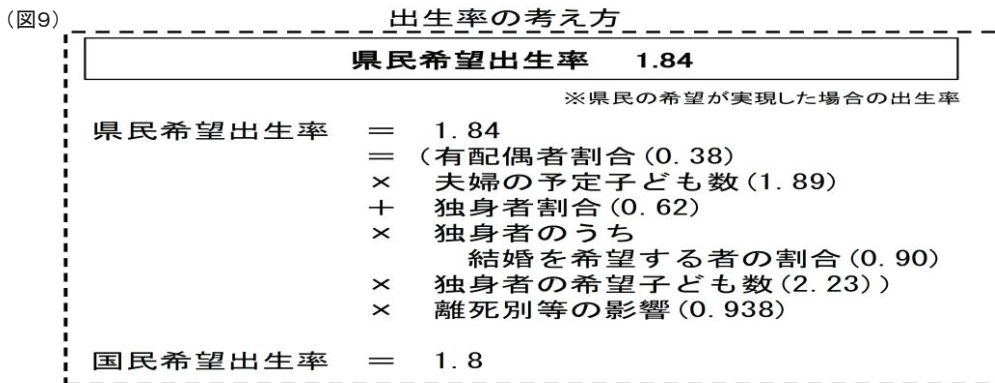 (図9)
出生率の考え方
県民希望出生率　1.84
※県民の希望が実現した場合の出生率
県民希望出生率　＝　1.84
＝（有配偶者割合(0.38)
×　夫婦の予定子ども数(1.89)
＋　独身者割合(0.62)
×　独身者のうち
結婚を希望する者の割合(0.90)
×　独身者の希望子ども数(2.23)）
×　離死別等の影響(0.938)
国民希望出生率　＝　1.8